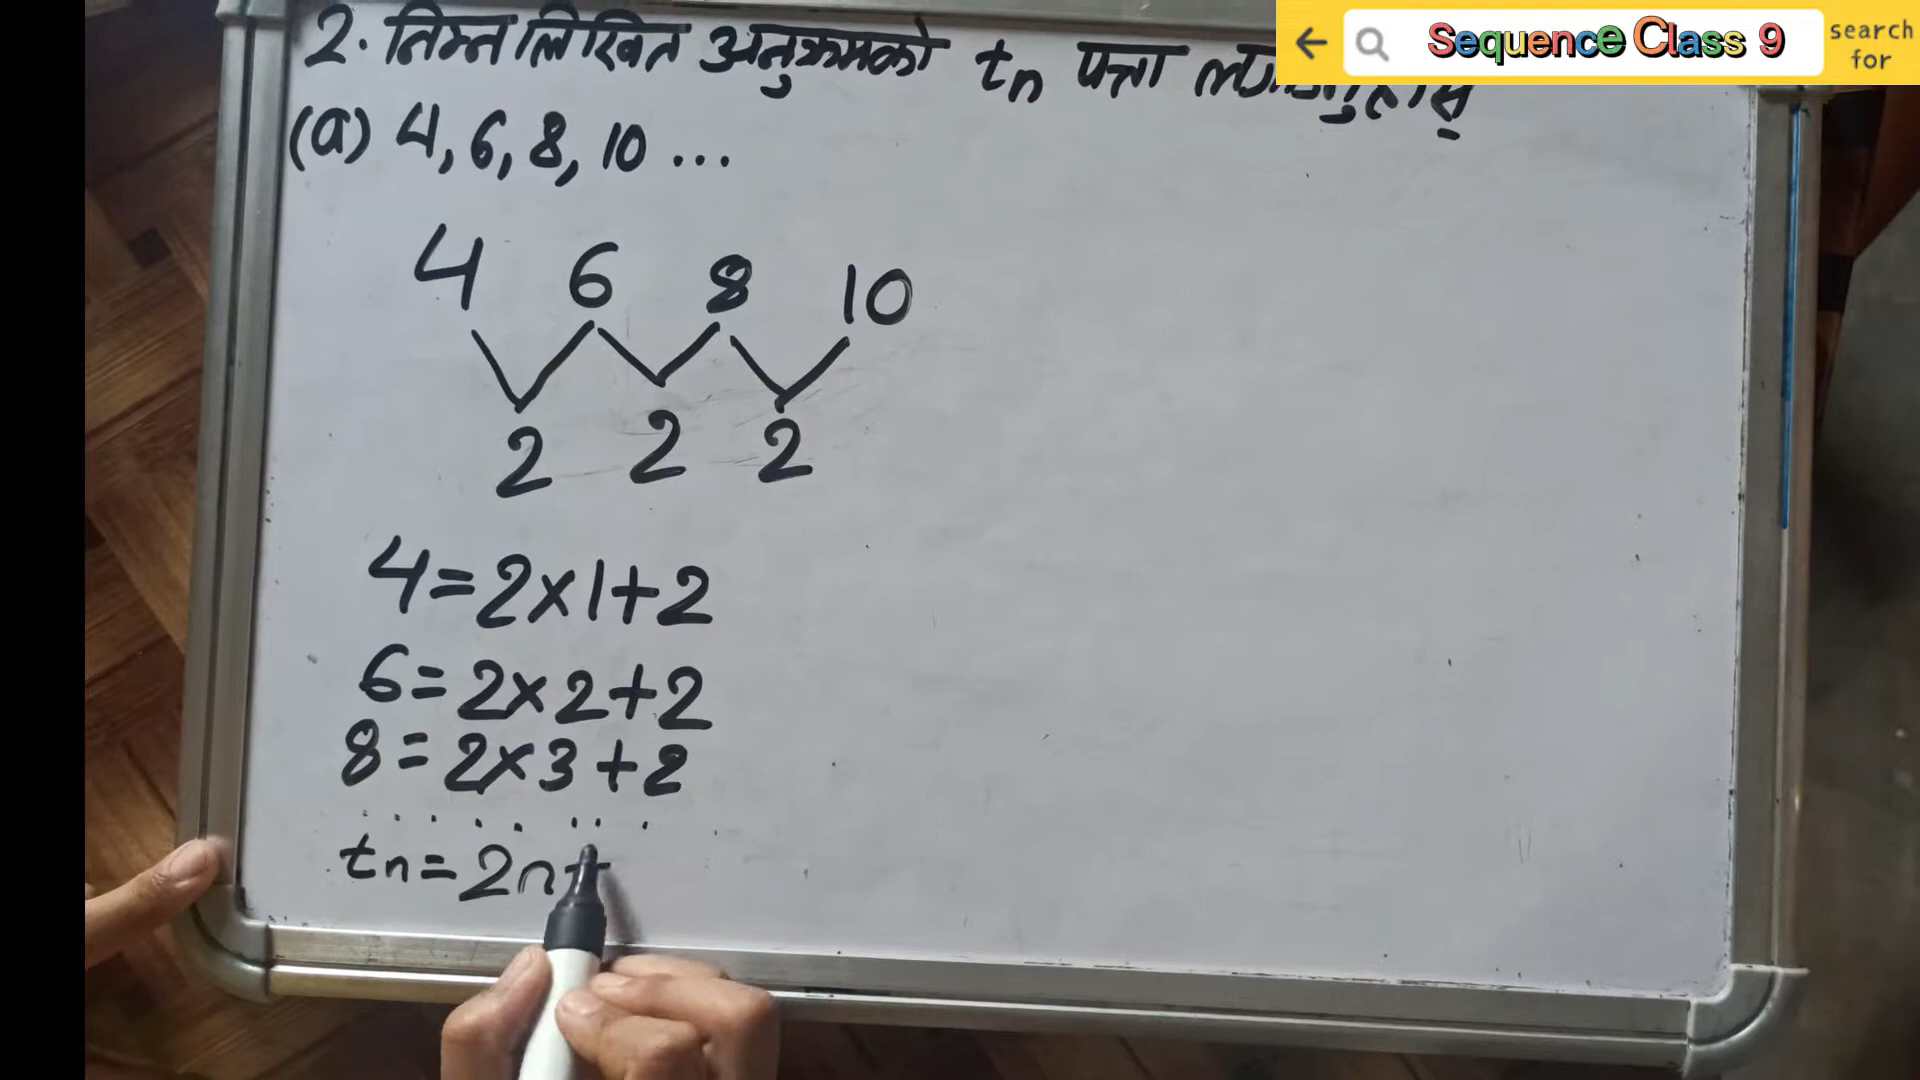 Sequence Class 9
search for
2. निम्न लिखित अनुक्रमको tn पत्ता
(a) 4, 6, 8, 10 ...
4 6 8 10
2 2 2
4=2×1+2
6=2×2+2
8=2×3+2
. . . . . . . .
tn=2n+